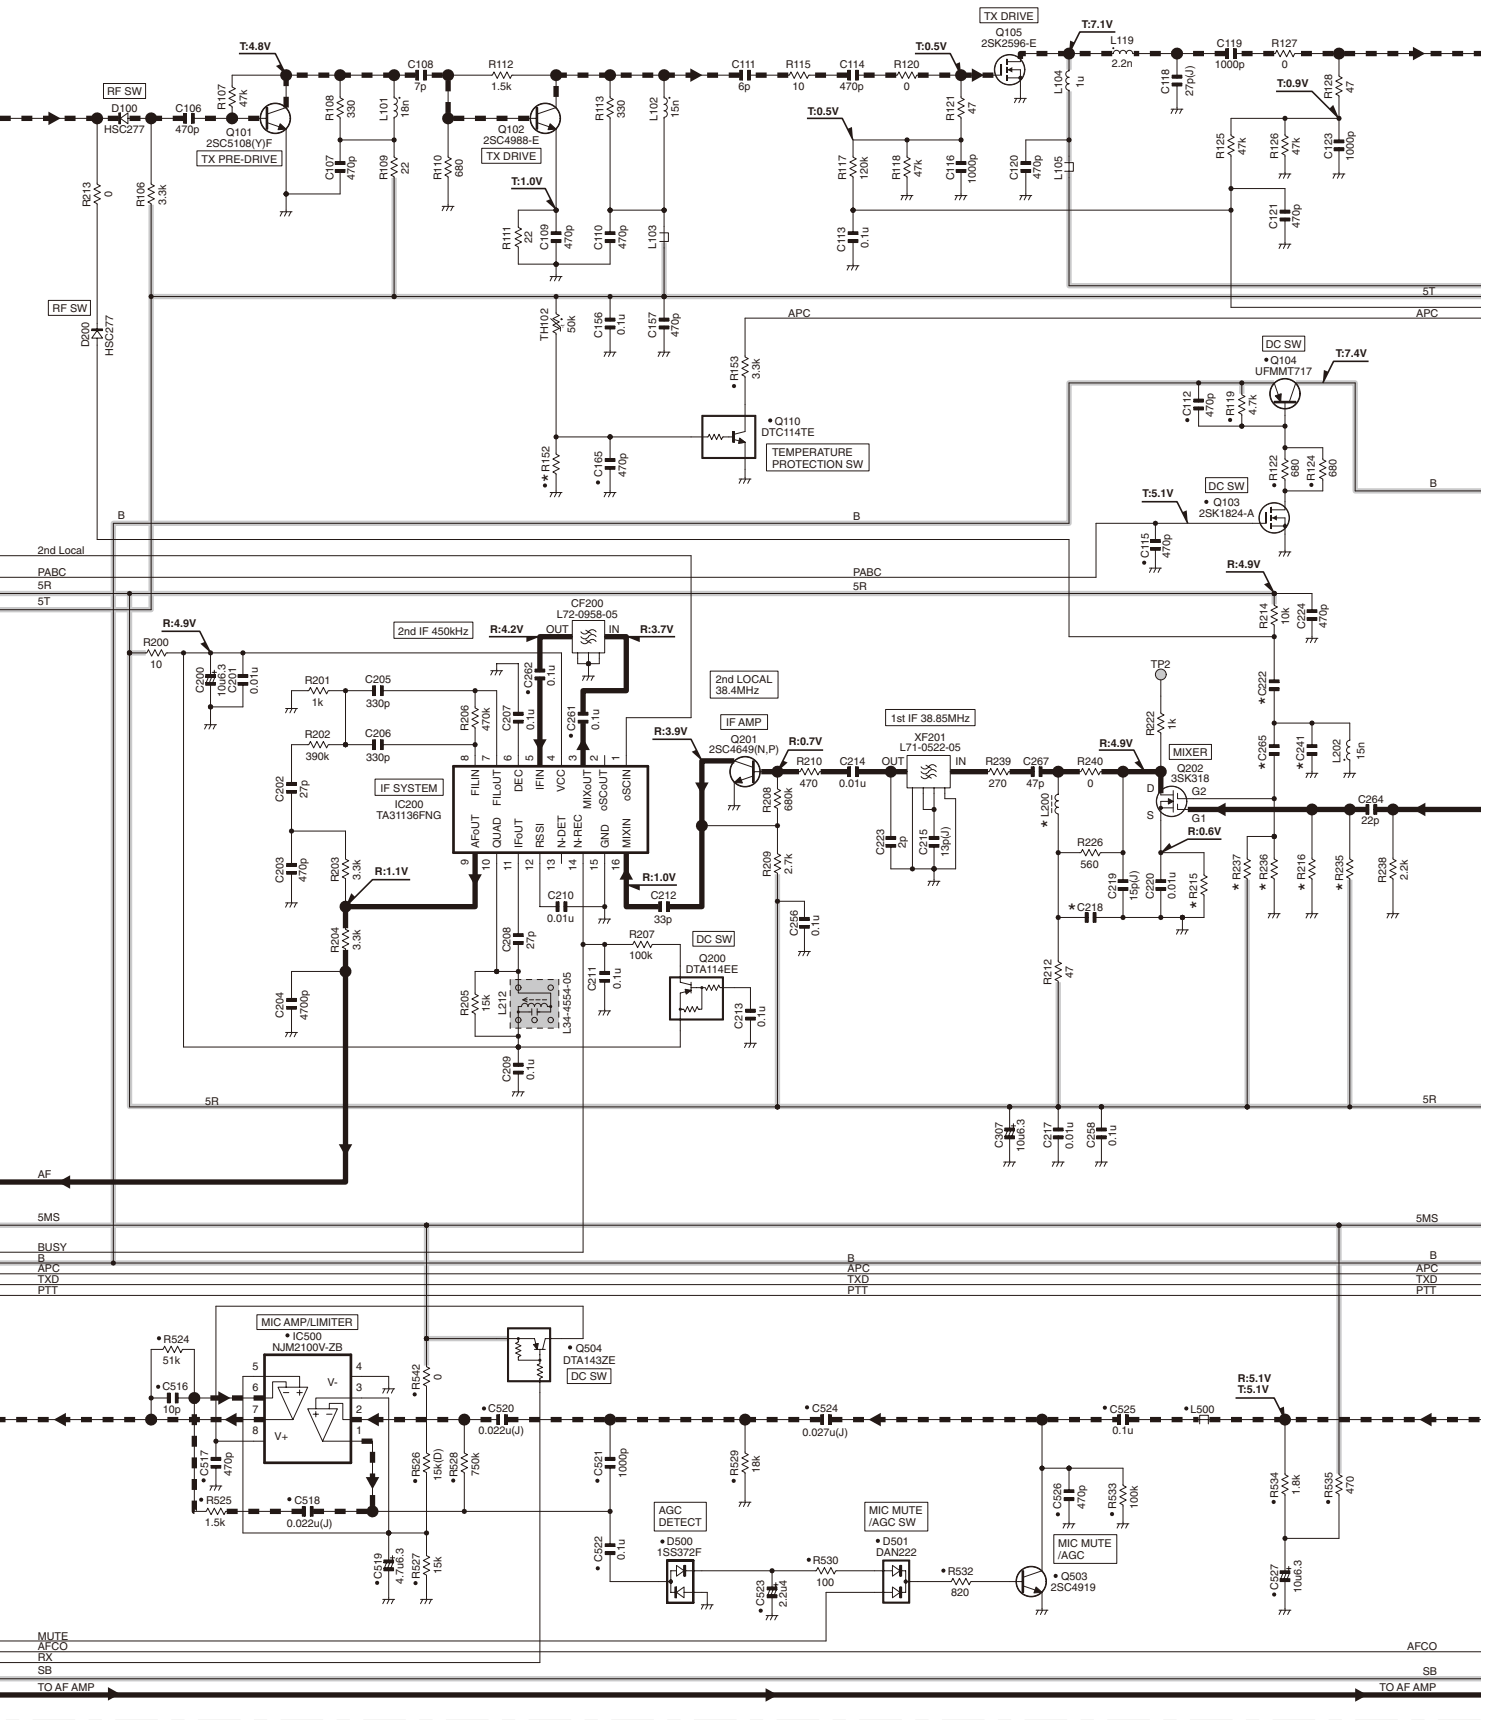 TX DRIVE
Q105
2SK2596-E
T:7.1V
L119
2.2n
C118
27p(J)
C119
1000p
R127
0
R128
47
T:0.9V
T:4.8V
RF SW
D100
HSC277
C106
470p
R107
47k
Q101
2SC5108(Y)F
TX PRE-DRIVE
R108
330
L101
18n
C107
470p
R109
22
C108
7p
R110
680
R112
1.5k
Q102
2SC4988-E
TX DRIVE
T:1.0V
R111
22
C109
470p
R113
330
L102
15n
C110
470p
L103
C111
6p
R115
10
C114
470p
R120
0
T:0.5V
R121
47
T:0.5V
R117
120k
R118
47k
C116
1000p
C113
0.1u
L104
1u
C120
470p
L105
R125
47k
R126
47k
C123
1000p
C121
470p
R213
0
R106
3.3k
RF SW
D200
HSC277
5T
TH102
50k
C156
0.1u
C157
470p
APC
APC
R153
3.3k
Q110
DTC114TE
TEMPERATURE
PROTECTION SW
R152
C165
470p
DC SW
Q104
UFMMT717
T:7.4V
C112
470p
R119
4.7k
R122
680
R124
680
DC SW
Q103
2SK1824-A
T:5.1V
C115
470p
B
B
B
2nd Local
PABC
PABC
5R
5R
5T
R:4.9V
R214
10k
C224
470p
R:4.9V
R200
10
C200
10u6.3
C201
0.01u
2nd IF 450kHz
CF200
L72-0958-05
OUT
IN
R:4.2V
R:3.7V
C262
0.1u
C207
0.1u
C261
0.1u
R201
1k
C205
330p
R206
470k
R202
390k
C206
330p
C202
27p
IF SYSTEM
IC200
TA31136FNG
8
7
6
5
4
3
2
1
FILIN
FILoUT
DEC
IFIN
VCC
MIXoUT
oSCoUT
oSCIN
AFoUT
QUAD
IFoUT
RSSI
N-DET
N-REC
GND
MIXIN
9
10
11
12
13
14
15
16
C203
470p
R203
3.3k
R:1.1V
R204
3.3k
C204
4700p
C210
0.01u
C208
27p
R205
15k
L212
L34-4554-05
C209
0.1u
C211
0.1u
R207
100k
DC SW
Q200
DTA114EE
C213
0.1u
R:1.0V
C212
33p
2nd LOCAL
38.4MHz
IF AMP
Q201
2SC4649(N,P)
R:3.9V
R:0.7V
R208
680k
R209
2.7k
C256
0.1u
R210
470
C214
0.01u
1st IF 38.85MHz
XF201
L71-0522-05
OUT
IN
C223
2p
C215
13p(J)
R239
270
C267
47p
L200
R240
0
R:4.9V
TP2
R222
1k
MIXER
Q202
3SK318
D
S
G2
G1
R:0.6V
R226
560
C219
15p(J)
C220
0.01u
R215
C218
R212
47
C222
C265
C241
L202
15n
C264
22p
R237
R236
R216
R235
R238
2.2k
5R
5R
C307
10u6.3
C217
0.01u
C258
0.1u
AF
5MS
5MS
BUSY
B
B
B
APC
APC
APC
TXD
TXD
TXD
PTT
PTT
PTT
MIC AMP/LIMITER
IC500
NJM2100V-ZB
5
6
7
8
4
3
2
1
V-
V+
R524
51k
C516
10p
C517
470p
R525
1.5k
C518
0.022u(J)
C519
4.7u6.3
R542
0
R526
15k(D)
R527
15k
R528
750k
C520
0.022u(J)
Q504
DTA143ZE
DC SW
C521
1000p
C522
0.1u
AGC
DETECT
D500
1SS372F
C523
2.2u4
R529
18k
C524
0.027u(J)
R530
100
MIC MUTE
/AGC SW
D501
DAN222
R532
820
MIC MUTE
/AGC
Q503
2SC4919
C526
470p
R533
100k
C525
0.1u
L500
R:5.1V
T:5.1V
R534
1.8k
R535
470
C527
10u6.3
MUTE
AFCO
AFCO
RX
SB
SB
TO AF AMP
TO AF AMP